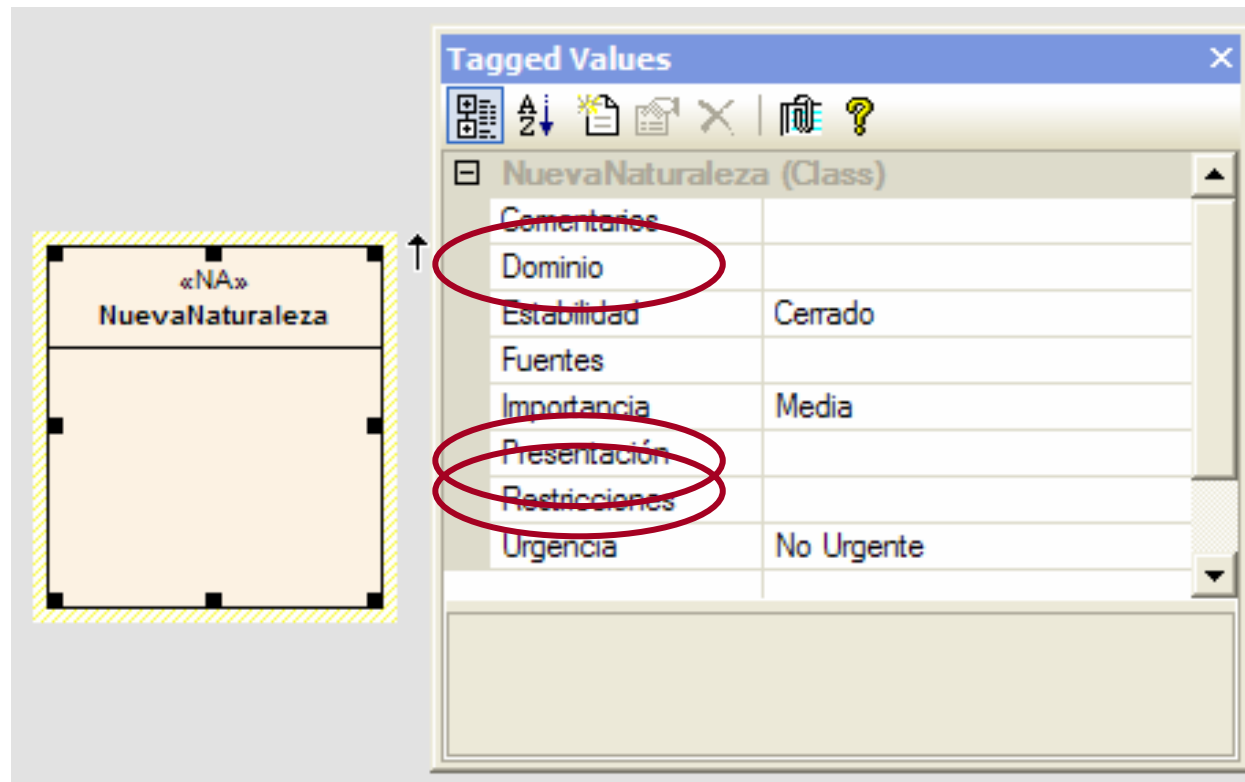 Tagged Values
NuevaNaturaleza (Class)
Comentarios
Dominio
Estabilidad Cerrado
Fuentes
Importancia Media
Presentación
Restricciones
Urgencia No Urgente
«NA»
NuevaNaturaleza